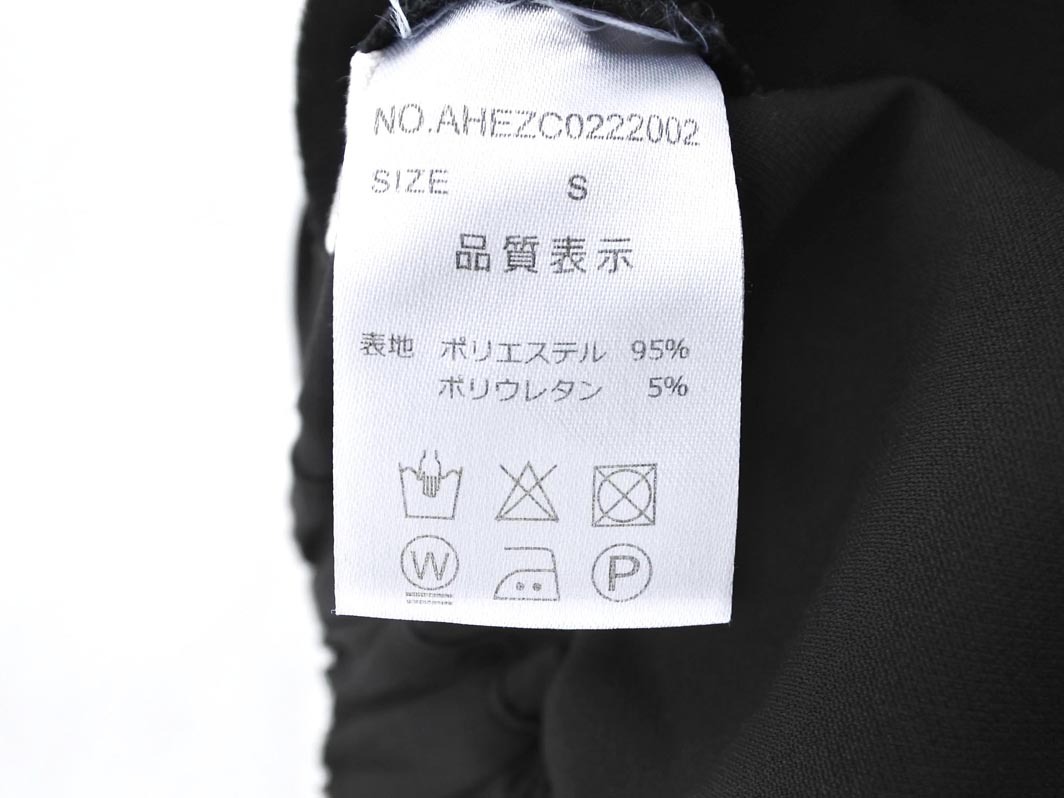 NO.AHEZC0222002
SIZE S
品質表示
表地 ポリエステル 95%
ポリウレタン 5%
W P